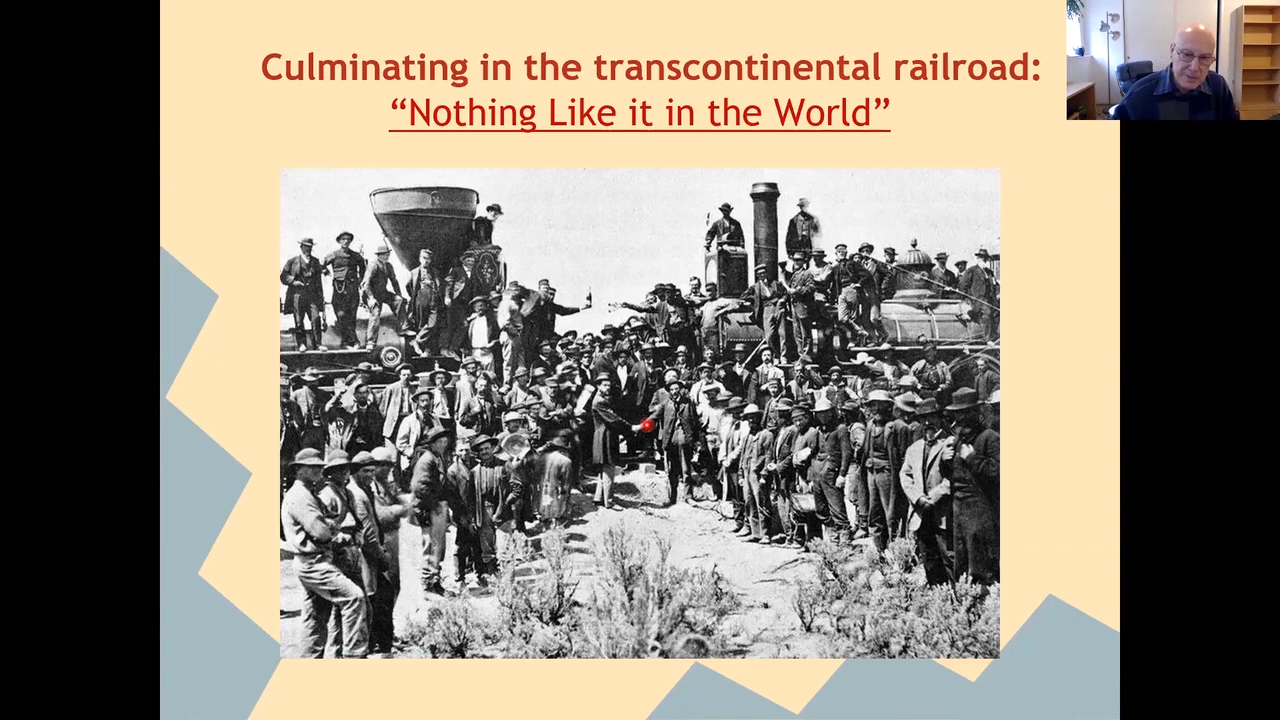 Culminating in the transcontinental railroad:
“Nothing Like it in the World”